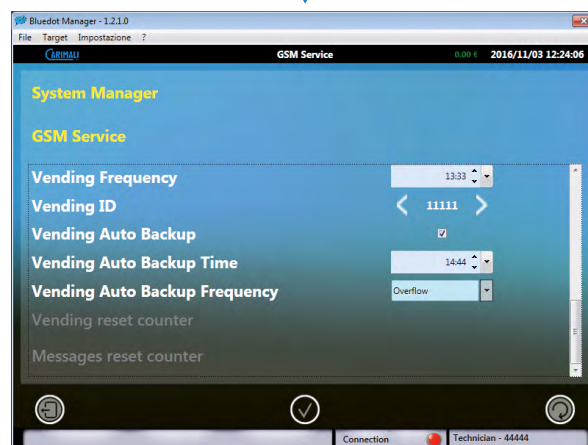 Bluedot Manager - 1.2.1.0
File Target Impostazione ?
CARIMALI GSM Service 0.00 € 2016/11/03 12:24:06
System Manager
GSM Service
Vending Frequency 13:33
Vending ID 11111
Vending Auto Backup
Vending Auto Backup Time 14:44
Vending Auto Backup Frequency Overflow
Vending reset counter
Messages reset counter
Connection Technician - 44444